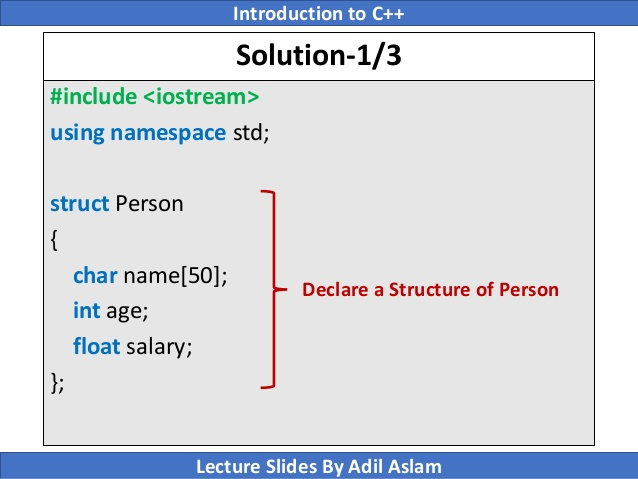 Introduction to C++
Solution-1/3
#include <iostream>
using namespace std;
struct Person
{
char name[50];
int age;
float salary;
};
Declare a Structure of Person
Lecture Slides By Adil Aslam